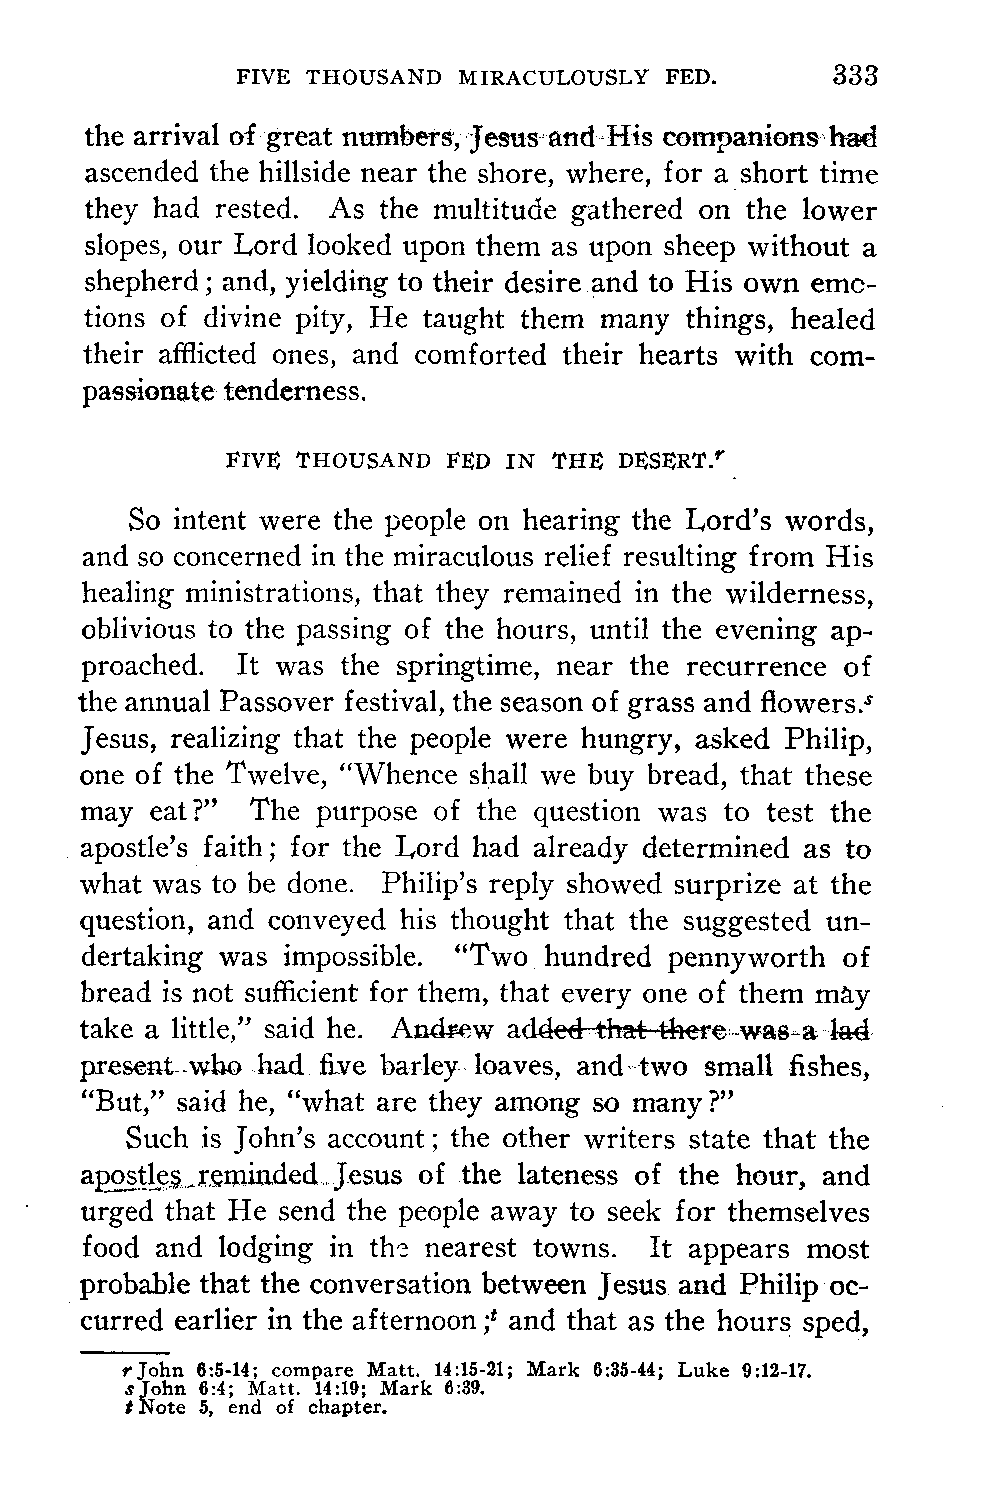 FIVE THOUSAND MIRACULOUSLY FED. 333
the arrival of great numbers, Jesus and His companions had
ascended the hillside near the shore, where, for a short time
they had rested. As the multitude gathered on the lower
slopes, our Lord looked upon them as upon sheep without a
shepherd; and, yielding to their desire and to His own emo-
tions of divine pity, He taught them many things, healed
their afflicted ones, and comforted their hearts with com-
passionate tenderness.
FIVE THOUSAND FED IN THE DESERT.r
So intent were the people on hearing the Lord's words,
and so concerned in the miraculous relief resulting from His
healing ministrations, that they remained in the wilderness,
oblivious to the passing of the hours, until the evening ap-
proached. It was the springtime, near the recurrence of
the annual Passover festival, the season of grass and flowers.s
Jesus, realizing that the people were hungry, asked Philip,
one of the Twelve, "Whence shall we buy bread, that these
may eat?" The purpose of the question was to test the
apostle's faith; for the Lord had already determined as to
what was to be done. Philip's reply showed surprize at the
question, and conveyed his thought that the suggested un-
dertaking was impossible. "Two hundred pennyworth of
bread is not sufficient for them, that every one of them may
take a little," said he. Andrew added that there was a lad
present who had five barley loaves, and two small fishes,
"But," said he, "what are they among so many?"
Such is John's account; the other writers state that the
apostles reminded Jesus of the lateness of the hour, and
urged that He send the people away to seek for themselves
food and lodging in the nearest towns. It appears most
probable that the conversation between Jesus and Philip oc-
curred earlier in the afternoon;t and that as the hours sped,
r John 6:5-14; compare Matt. 14:15-21; Mark 6:35-44; Luke 9:12-17.
s John 6:4; Matt. 14:19; Mark 6:39.
t Note 5, end of chapter.